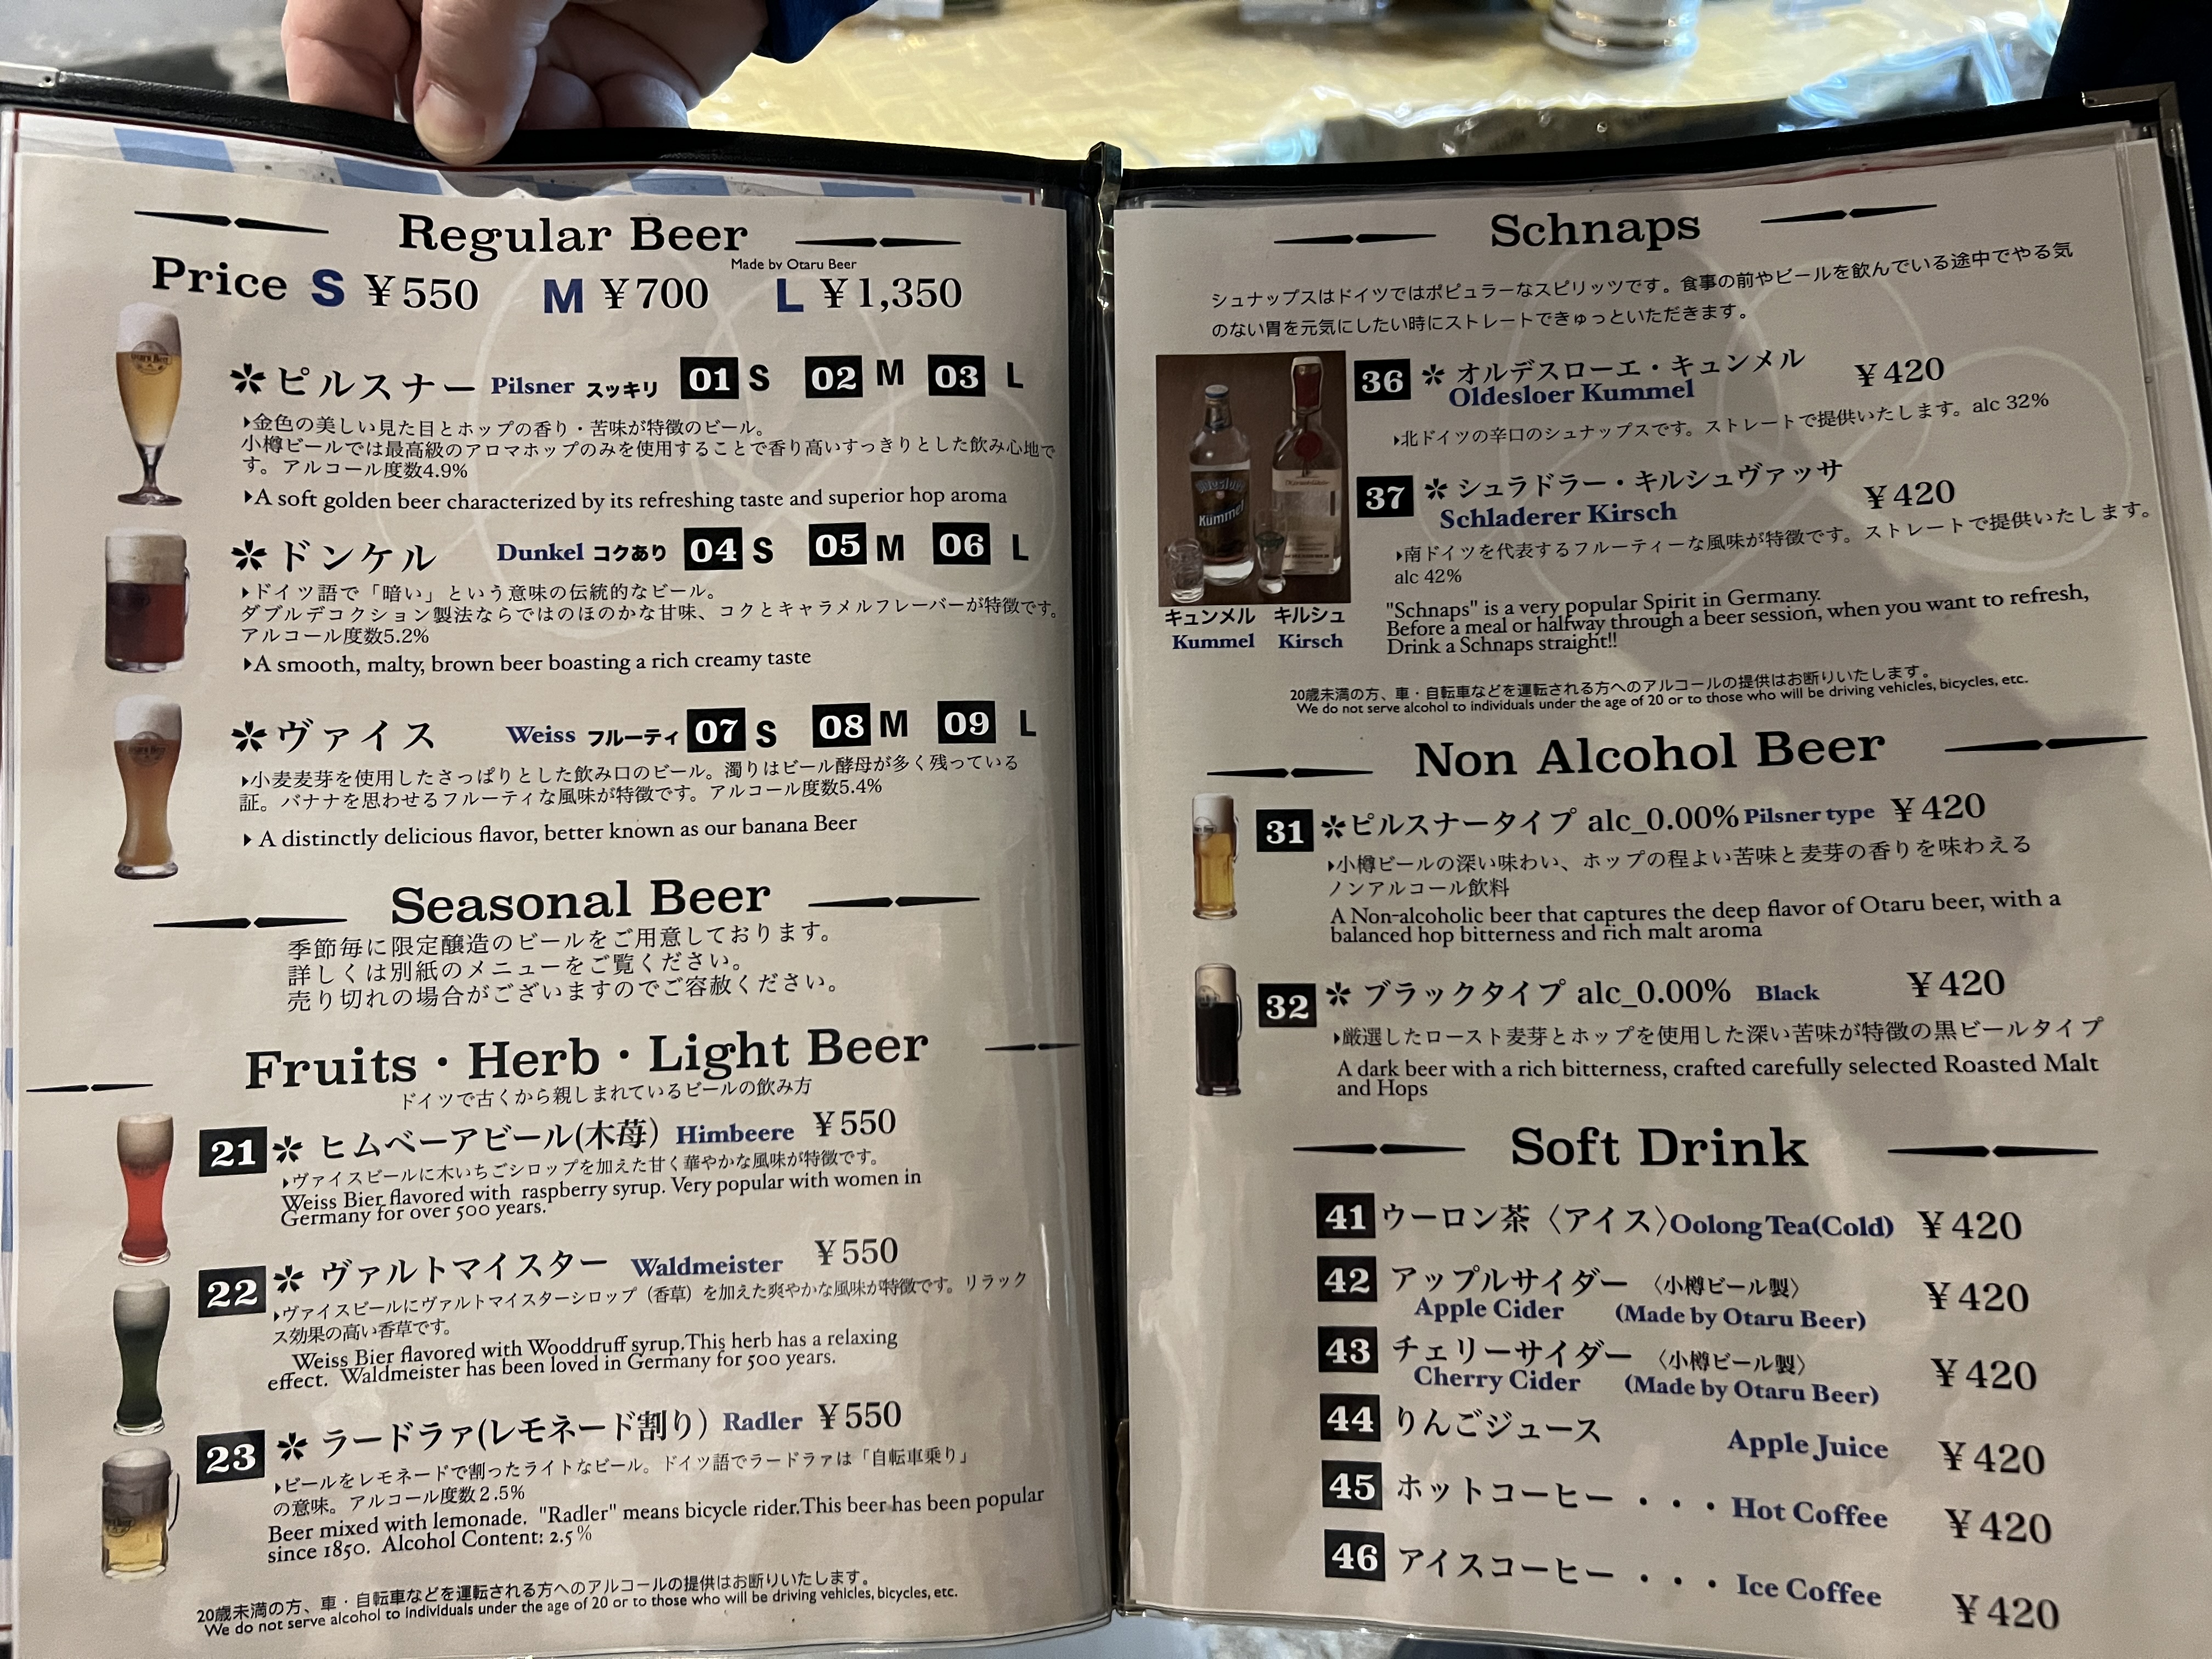 Regular Beer
Made by Otaru Beer
Price S ¥550 M ¥700 L ¥1,350
✲ピルスナー Pilsner スッキリ 01 S 02 M 03 L
▸金色の美しい見た目とホップの香り・苦味が特徴のビール。
小樽ビールでは最高級のアロマホップのみを使用することで香り高いすっきりとした飲み心地で
す。アルコール度数4.9%
▸A soft golden beer characterized by its refreshing taste and superior hop aroma
✲ドンケル Dunkel コクあり 04 S 05 M 06 L
▸ドイツ語で「暗い」という意味の伝統的なビール。
ダブルデコクション製法ならではのほのかな甘味、コクとキャラメルフレーバーが特徴です。
アルコール度数5.2%
▸A smooth, malty, brown beer boasting a rich creamy taste
✲ヴァイス Weiss フルーティ 07 S 08 M 09 L
▸小麦麦芽を使用したさっぱりとした飲み口のビール。濁りはビール酵母が多く残っている
証。バナナを思わせるフルーティな風味が特徴です。アルコール度数5.4%
▸ A distinctly delicious flavor, better known as our banana Beer
Seasonal Beer
季節毎に限定醸造のビールをご用意しております。
詳しくは別紙のメニューをご覧ください。
売り切れの場合がございますのでご容赦ください。
Fruits・Herb・Light Beer
ドイツで古くから親しまれているビールの飲み方
21 ✲ ヒムベーアビール(木苺) Himbeere ¥550
▸ヴァイスビールに木いちごシロップを加えた甘く華やかな風味が特徴です。
Weiss Bier flavored with raspberry syrup. Very popular with women in
Germany for over 500 years.
22 ✲ ヴァルトマイスター Waldmeister ¥550
▸ヴァイスビールにヴァルトマイスターシロップ（香草）を加えた爽やかな風味が特徴です。リラック
ス効果の高い香草です。
Weiss Bier flavored with Wooddruff syrup.This herb has a relaxing
effect. Waldmeister has been loved in Germany for 500 years.
23 ✲ ラードラァ(レモネード割り) Radler ¥550
▸ビールをレモネードで割ったライトなビール。ドイツ語でラードラァは「自転車乗り」
の意味。アルコール度数2.5%
Beer mixed with lemonade. "Radler" means bicycle rider.This beer has been popular
since 1850. Alcohol Content: 2.5%
20歳未満の方、車・自転車などを運転される方へのアルコールの提供はお断りいたします。
We do not serve alcohol to individuals under the age of 20 or to those who will be driving vehicles, bicycles, etc.
Schnaps
シュナップスはドイツではポピュラーなスピリッツです。食事の前やビールを飲んでいる途中でやる気
のない胃を元気にしたい時にストレートできゅっといただきます。
36 ✲ オルデスローエ・キュンメル ¥420
Oldesloer Kummel
▸北ドイツの辛口のシュナップスです。ストレートで提供いたします。alc 32%
37 ✲ シュラドラー・キルシュヴァッサ ¥420
Schladerer Kirsch
▸南ドイツを代表するフルーティーな風味が特徴です。ストレートで提供いたします。
alc 42%
Kümmel
キュンメル キルシュ
Kummel Kirsch
"Schnaps" is a very popular Spirit in Germany.
Before a meal or halfway through a beer session, when you want to refresh,
Drink a Schnaps straight!!
20歳未満の方、車・自転車などを運転される方へのアルコールの提供はお断りいたします。
We do not serve alcohol to individuals under the age of 20 or to those who will be driving vehicles, bicycles, etc.
Non Alcohol Beer
31 ✲ピルスナータイプ alc_0.00% Pilsner type ¥420
▸小樽ビールの深い味わい、ホップの程よい苦味と麦芽の香りを味わえる
ノンアルコール飲料
A Non-alcoholic beer that captures the deep flavor of Otaru beer, with a
balanced hop bitterness and rich malt aroma
32 ✲ ブラックタイプ alc_0.00% Black ¥420
▸厳選したロースト麦芽とホップを使用した深い苦味が特徴の黒ビールタイプ
A dark beer with a rich bitterness, crafted carefully selected Roasted Malt
and Hops
Soft Drink
41 ウーロン茶〈アイス〉Oolong Tea(Cold) ¥420
42 アップルサイダー 〈小樽ビール製〉 ¥420
Apple Cider (Made by Otaru Beer)
43 チェリーサイダー 〈小樽ビール製〉 ¥420
Cherry Cider (Made by Otaru Beer)
44 りんごジュース Apple Juice ¥420
45 ホットコーヒー・・・Hot Coffee ¥420
46 アイスコーヒー・・・Ice Coffee ¥420